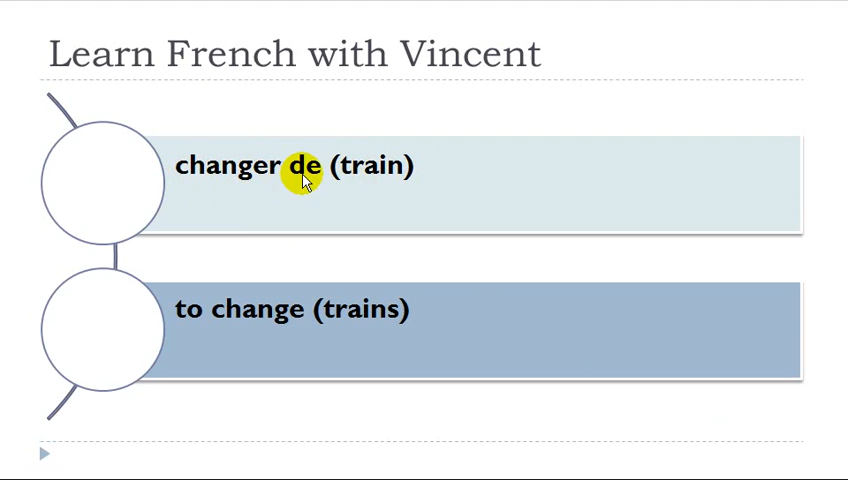 Learn French with Vincent
changer de (train)
to change (trains)